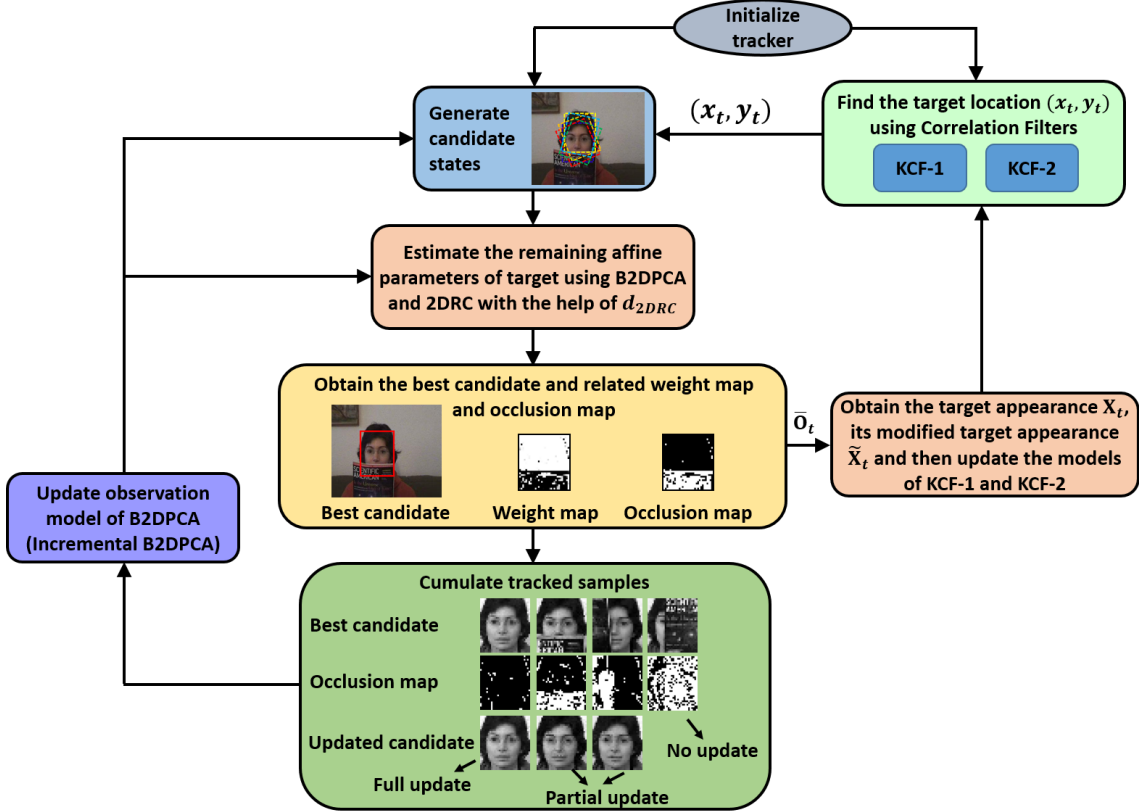 Initialize
tracker
Generate
candidate
states
(x_t, y_t)
Find the target location (x_t, y_t)
using Correlation Filters
KCF-1
KCF-2
Estimate the remaining affine
parameters of target using B2DPCA
and 2DRC with the help of d_{2DRC}
Obtain the best candidate and related weight map
and occlusion map
Best candidate
Weight map
Occlusion map
O̅_t
Obtain the target appearance X_t,
its modified target appearance
X̃_t and then update the models
of KCF-1 and KCF-2
Update observation
model of B2DPCA
(Incremental B2DPCA)
Cumulate tracked samples
Best candidate
Occlusion map
Updated candidate
No update
Full update
Partial update